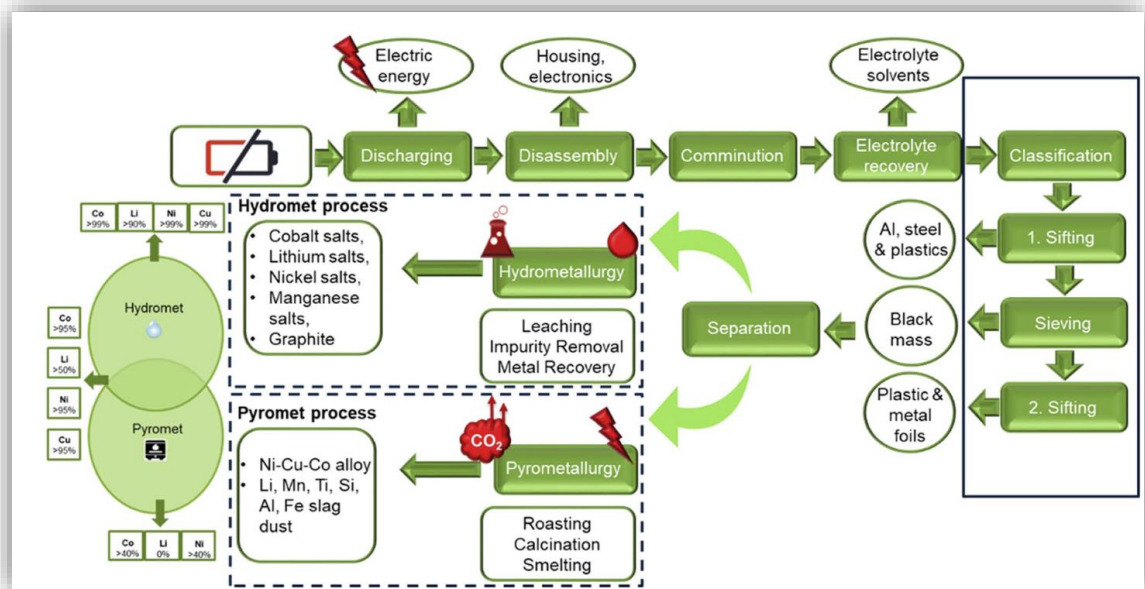 Electric
energy
Housing,
electronics
Electrolyte
solvents
Discharging
Disassembly
Comminution
Electrolyte
recovery
Classification
1. Sifting
Sieving
2. Sifting
Al, steel
& plastics
Black
mass
Plastic &
metal
foils
Separation
Hydromet process
• Cobalt salts,
• Lithium salts,
• Nickel salts,
• Manganese
salts,
• Graphite
Hydrometallurgy
Leaching
Impurity Removal
Metal Recovery
Pyromet process
• Ni-Cu-Co alloy
• Li, Mn, Ti, Si,
Al, Fe slag
dust
CO2
Pyrometallurgy
Roasting
Calcination
Smelting
Co Li Ni Cu
>99% >90% >99% >99%
Hydromet
Co
>95%
Li
>50%
Ni
>95%
Cu
>95%
Pyromet
Co Li Ni
>40% 0% >40%